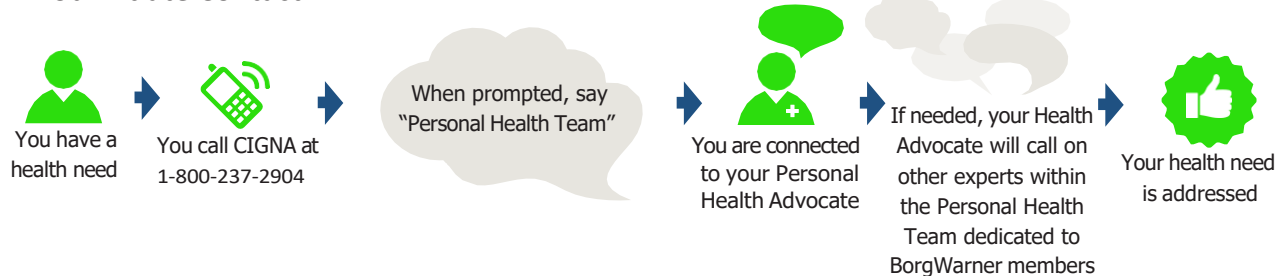 You have a
health need
You call CIGNA at
1-800-237-2904
When prompted, say
“Personal Health Team”
You are connected
to your Personal
Health Advocate
If needed, your Health
Advocate will call on
other experts within
the Personal Health
Team dedicated to
BorgWarner members
Your health need
is addressed